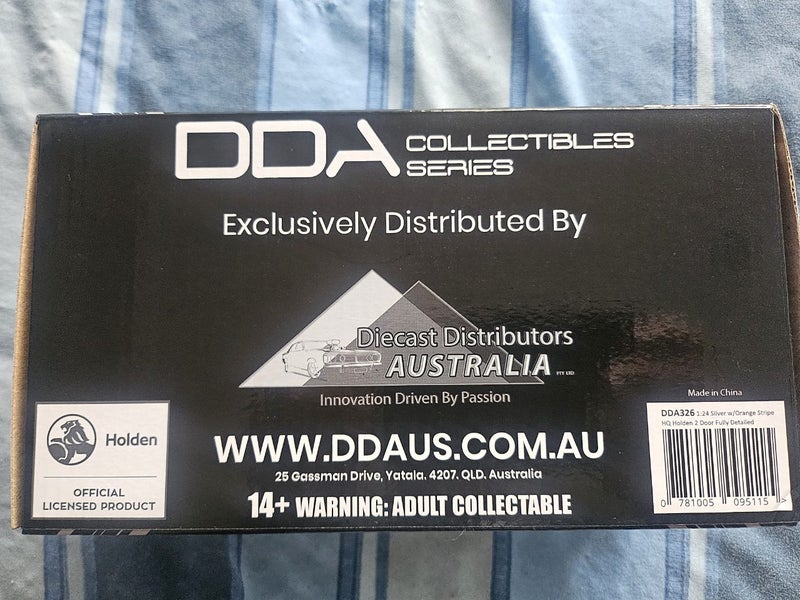 DDA COLLECTIBLES
SERIES
Exclusively Distributed By
Diecast Distributors
AUSTRALIA PTY LTD
Innovation Driven By Passion
Made in China
Holden
OFFICIAL
LICENSED PRODUCT
WWW.DDAUS.COM.AU
25 Gassman Drive, Yatala. 4207. QLD. Australia
14+ WARNING: ADULT COLLECTABLE
DDA326 1:24 Silver w/Orange Stripe
HQ Holden 2 Door Fully Detailed
0 781005 095115 >